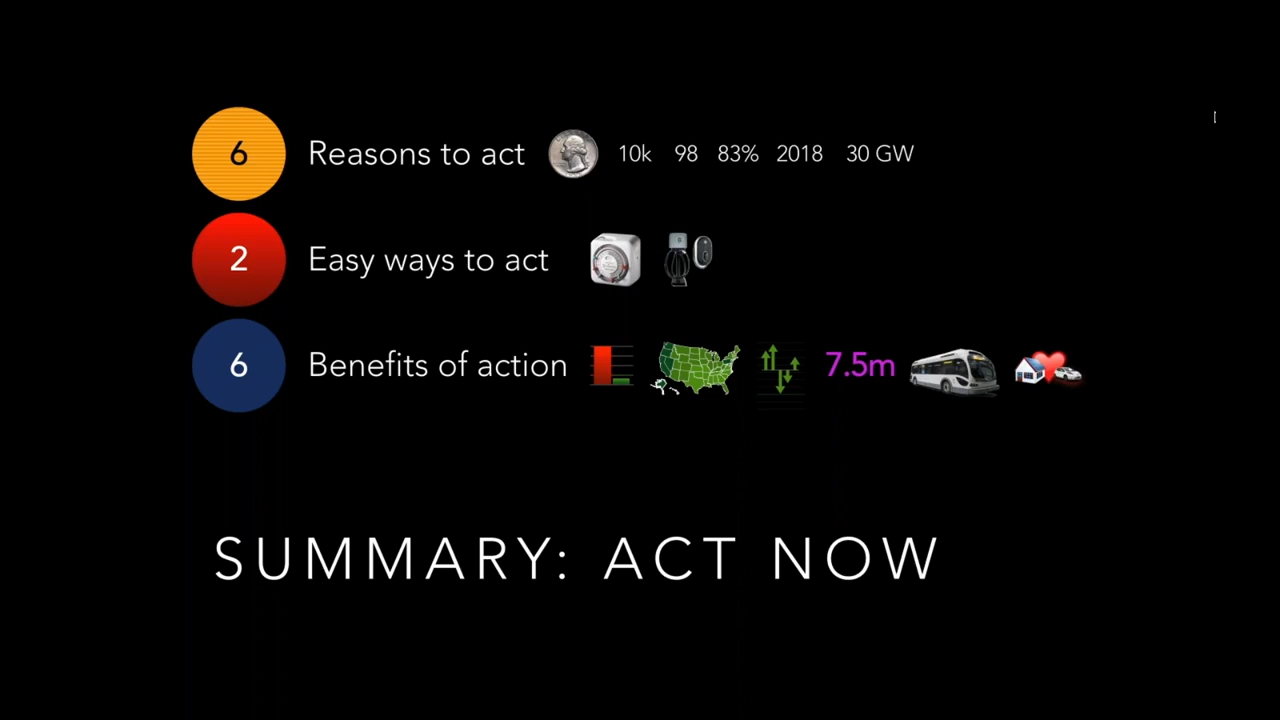 6 Reasons to act 10k 98 83% 2018 30 GW
2 Easy ways to act
6 Benefits of action 7.5m
SUMMARY: ACT NOW